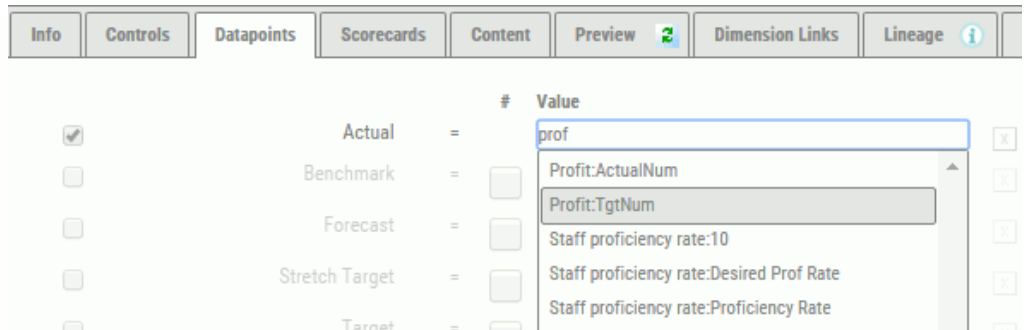 Info Controls Datapoints Scorecards Content Preview Dimension Links Lineage i
# Value
Actual = prof X
Benchmark = Profit:ActualNum X
Profit:TgtNum
Forecast = Staff proficiency rate:10 X
Stretch Target = Staff proficiency rate:Desired Prof Rate X
Staff proficiency rate:Proficiency Rate
Target =